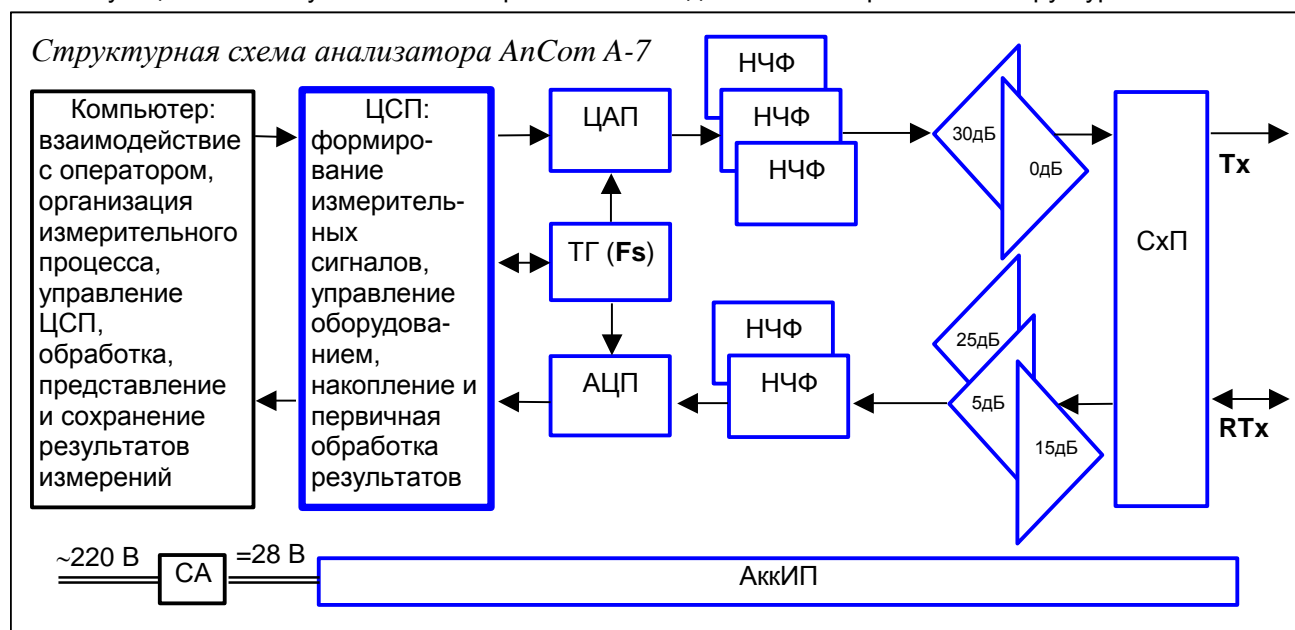 Структурная схема анализатора AnCom A-7
Компьютер:
взаимодействие
с оператором,
организация
измерительного
процесса,
управление
ЦСП,
обработка,
представление
и сохранение
результатов
измерений
ЦСП:
формиро-
вание
измеритель-
ных
сигналов,
управление
оборудова-
нием,
накопление и
первичная
обработка
результатов
ЦАП
ТГ (Fs)
АЦП
НЧФ
НЧФ
НЧФ
НЧФ
НЧФ
30дБ
0дБ
25дБ
5дБ
15дБ
СхП
Tx
RTx
~220 В
СА
=28 В
АккИП